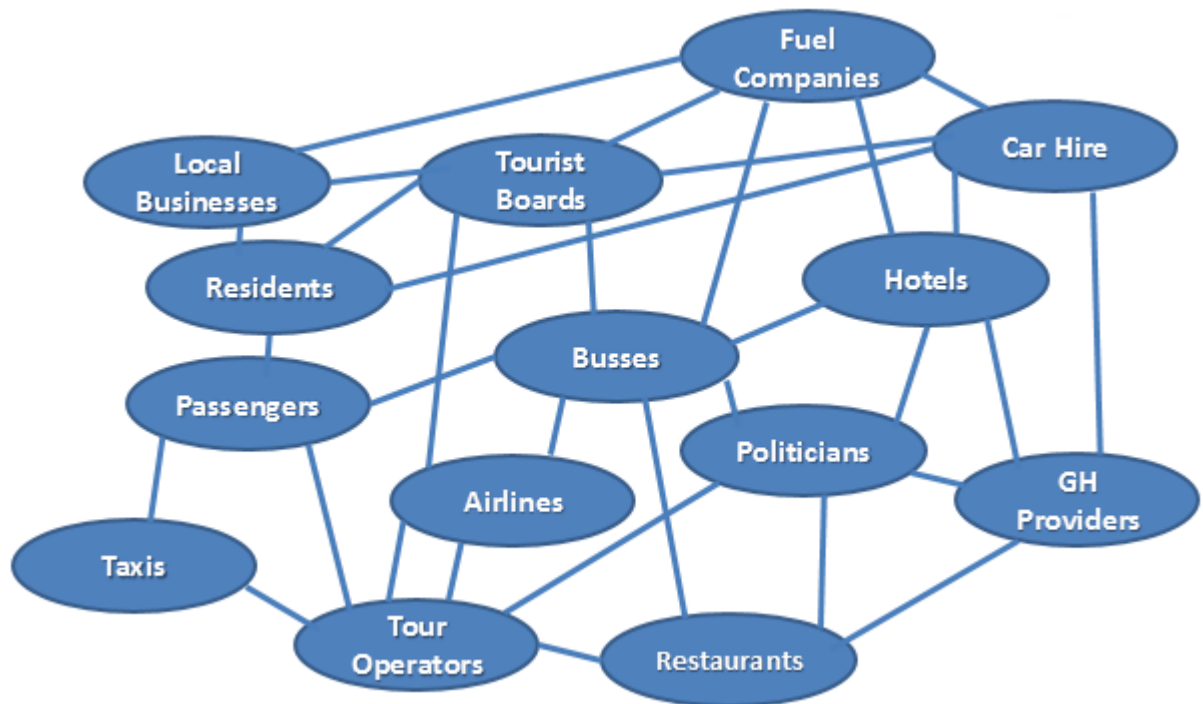 Fuel
Companies
Car Hire
Local
Businesses
Tourist
Boards
Residents
Hotels
Busses
Passengers
Politicians
Airlines
GH
Providers
Taxis
Tour
Operators
Restaurants